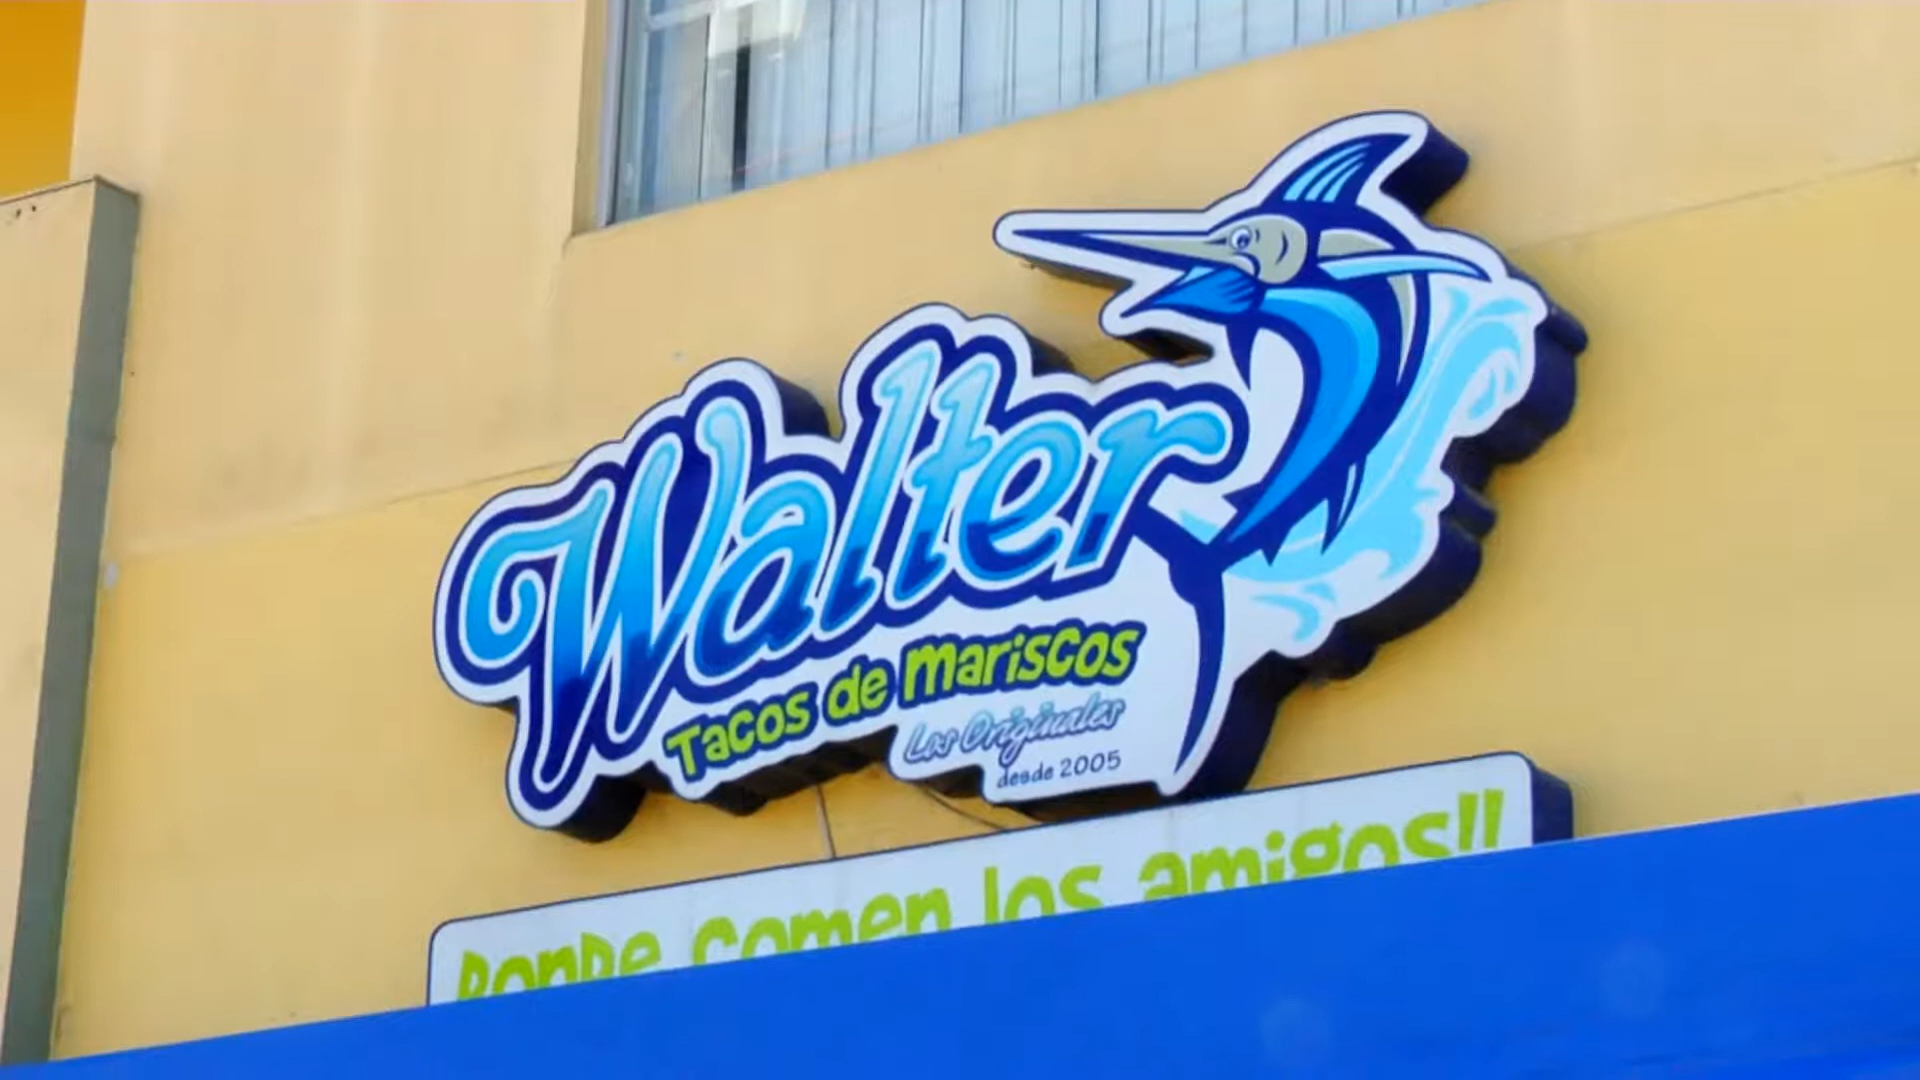 Walter
Tacos de mariscos
Los Originales
desde 2005
DonDe comen los amigos!!